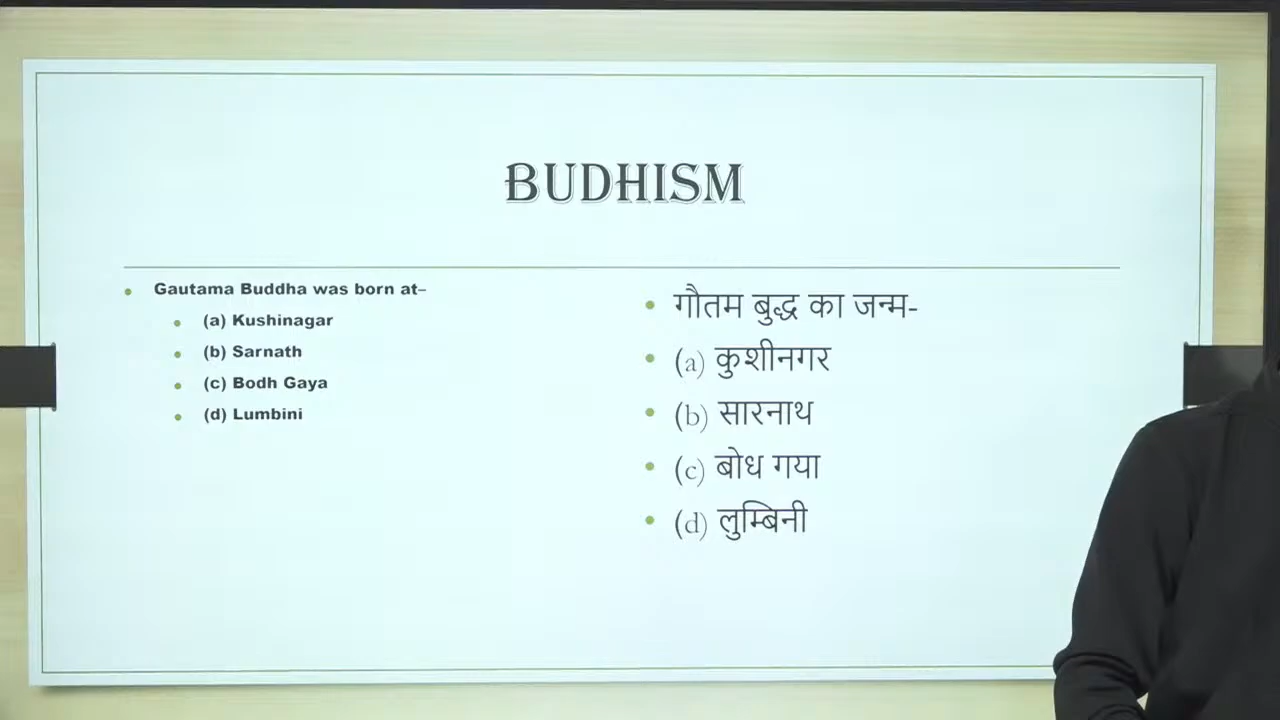 BUDHISM
Gautama Buddha was born at–
(a) Kushinagar
(b) Sarnath
(c) Bodh Gaya
(d) Lumbini
गौतम बुद्ध का जन्म-
(a) कुशीनगर
(b) सारनाथ
(c) बोध गया
(d) लुम्बिनी